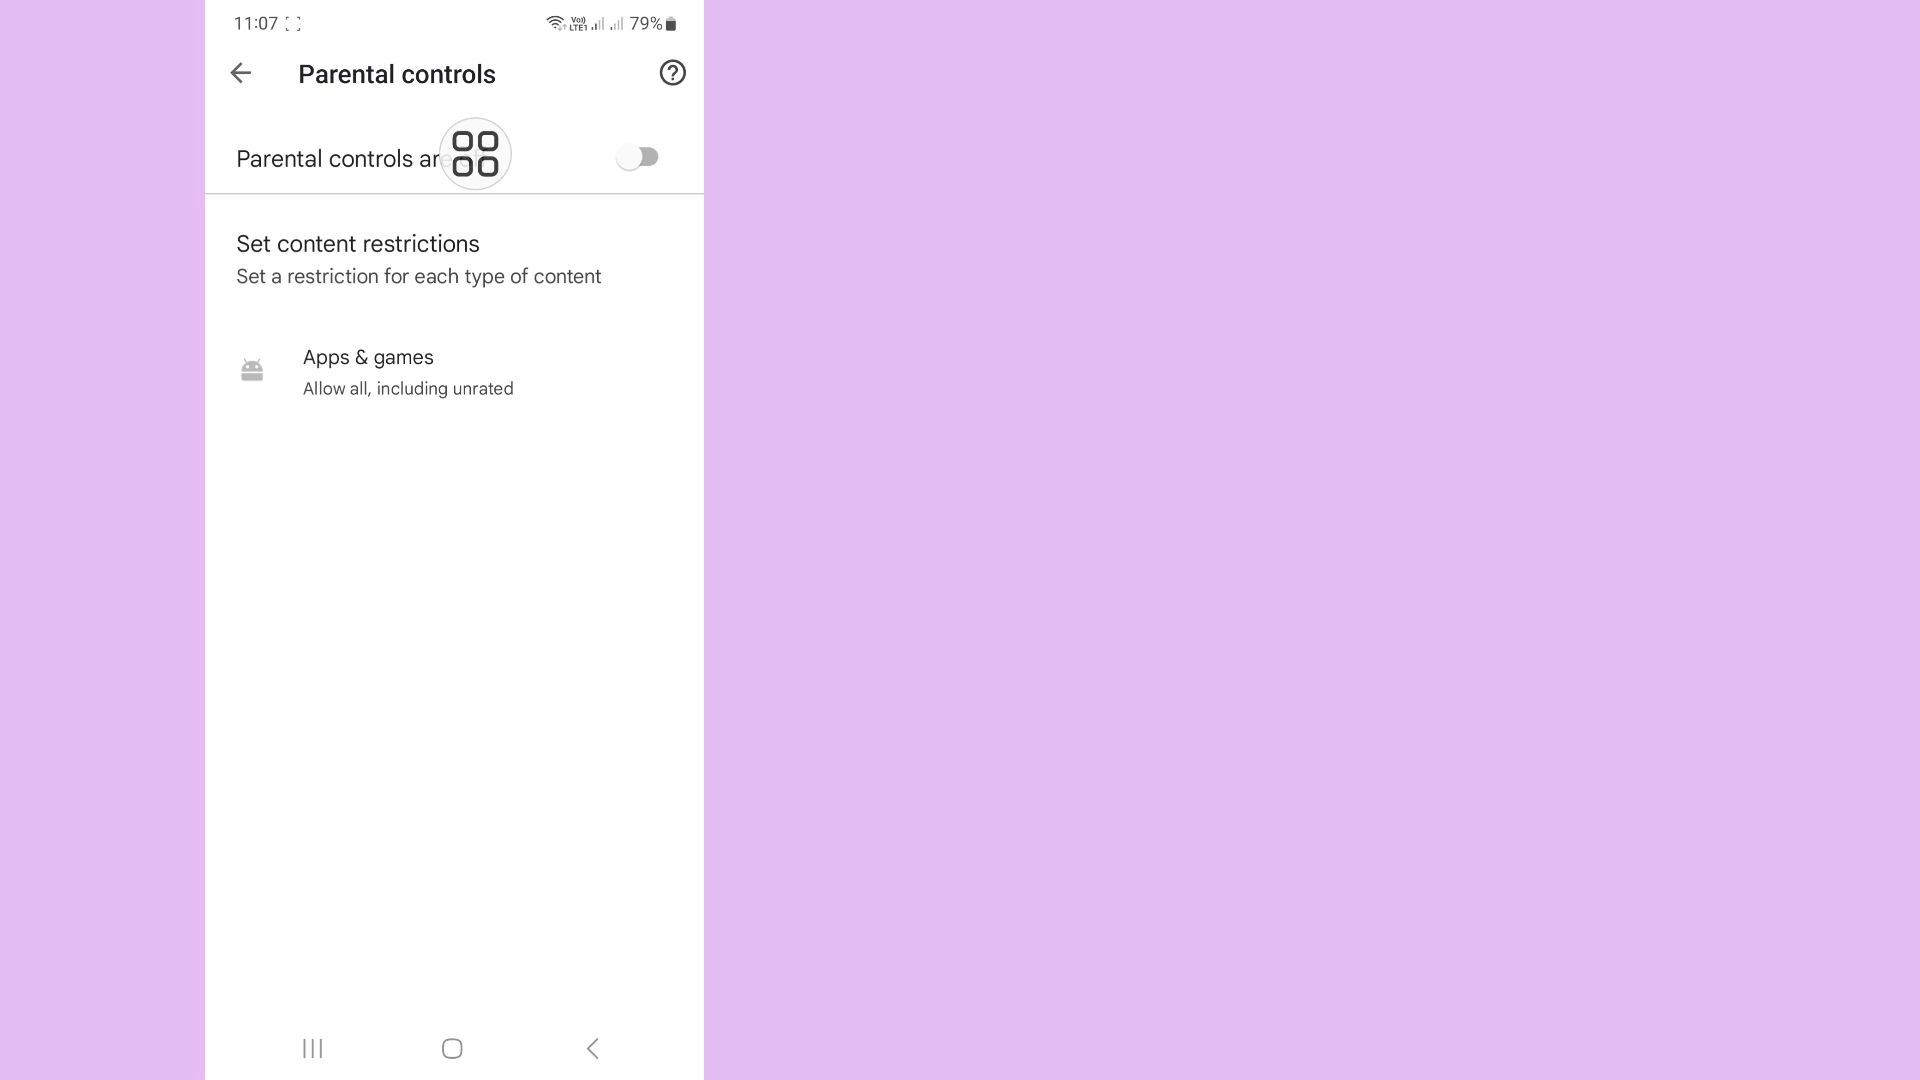 11:07 79%
Parental controls
Parental controls are
Set content restrictions
Set a restriction for each type of content
Apps & games
Allow all, including unrated